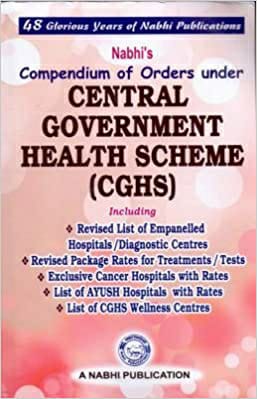 48 Glorious Years of Nabhi Publications
Nabhi's
Compendium of Orders under
CENTRAL
GOVERNMENT
HEALTH SCHEME
(CGHS)
Including
❖ Revised List of Empanelled
Hospitals/Diagnostic Centres
❖ Revised Package Rates for Treatments/Tests
❖ Exclusive Cancer Hospitals with Rates
❖ List of AYUSH Hospitals with Rates
❖ List of CGHS Wellness Centres
A NABHI PUBLICATION